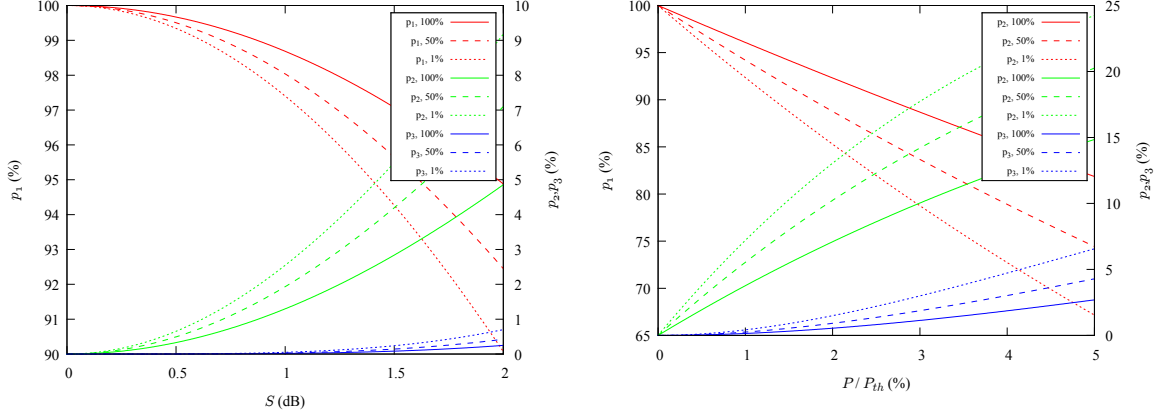 100
99
98
97
96
95
94
93
92
91
90
10
9
8
7
6
5
4
3
2
1
0
0
0.5
1
1.5
2
p1 (%)
p2,p3 (%)
S (dB)
p1, 100%
p1, 50%
p1, 1%
p2, 100%
p2, 50%
p2, 1%
p3, 100%
p3, 50%
p3, 1%
100
95
90
85
80
75
70
65
25
20
15
10
5
0
0
1
2
3
4
5
p1 (%)
p2,p3 (%)
P / Pth (%)
p2, 100%
p2, 50%
p2, 1%
p2, 100%
p2, 50%
p2, 1%
p3, 100%
p3, 50%
p3, 1%